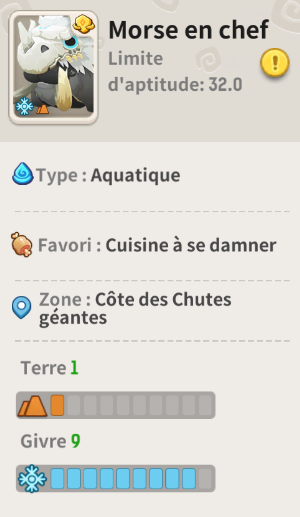 Morse en chef
Limite
d'aptitude: 32.0
Type : Aquatique
Favori : Cuisine à se damner
Zone : Côte des Chutes
géantes
Terre 1
Givre 9